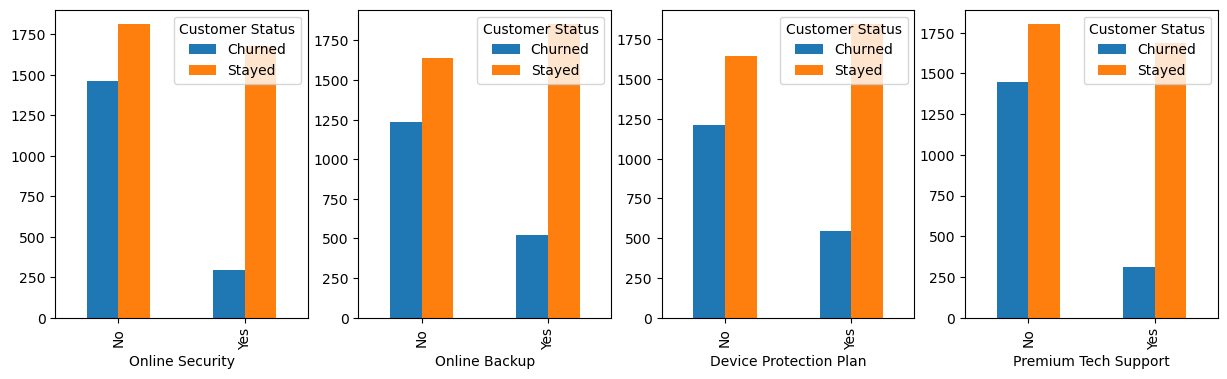 1750
1500
1250
1000
750
500
250
0
Customer Status
Churned
Stayed
No
Yes
Online Security
1750
1500
1250
1000
750
500
250
0
Customer Status
Churned
Stayed
No
Yes
Online Backup
1750
1500
1250
1000
750
500
250
0
Customer Status
Churned
Stayed
No
Yes
Device Protection Plan
1750
1500
1250
1000
750
500
250
0
Customer Status
Churned
Stayed
No
Yes
Premium Tech Support